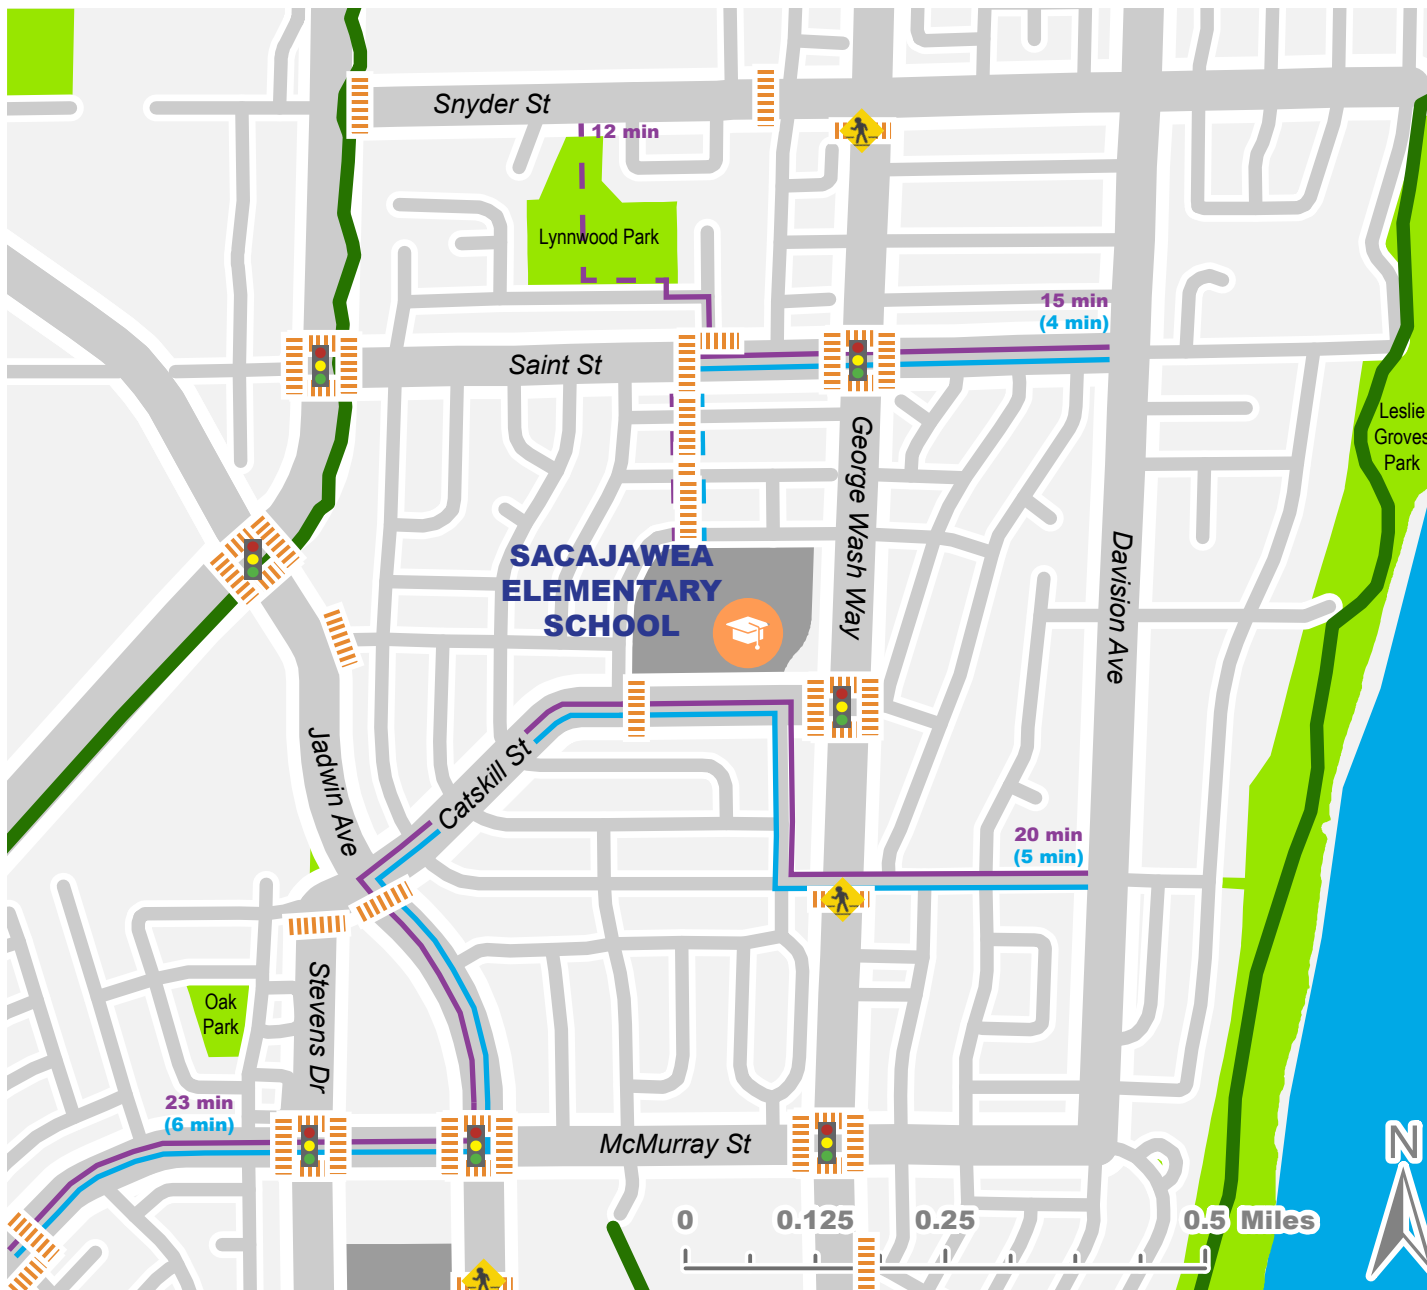 Snyder St
12 min
Lynnwood Park
15 min
(4 min)
Saint St
George Wash Way
Leslie
Groves
Park
SACAJAWEA
ELEMENTARY
SCHOOL
Davision Ave
Jadwin Ave
Catskill St
20 min
(5 min)
Stevens Dr
Oak
Park
23 min
(6 min)
McMurray St
N
0 0.125 0.25 0.5 Miles